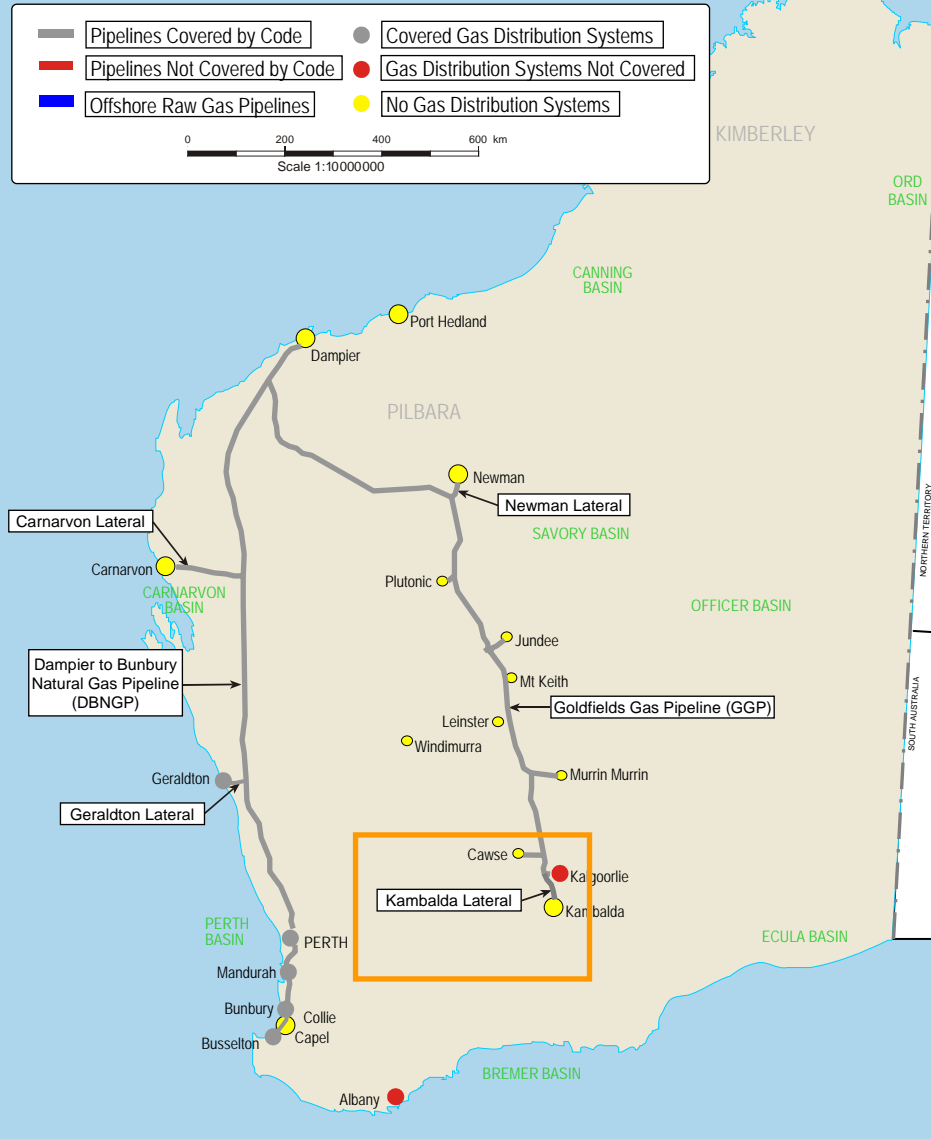 Pipelines Covered by Code
Covered Gas Distribution Systems
Pipelines Not Covered by Code
Gas Distribution Systems Not Covered
Offshore Raw Gas Pipelines
No Gas Distribution Systems
0 200 400 600 km
Scale 1:10000000
KIMBERLEY
ORD
BASIN
CANNING
BASIN
Port Hedland
Dampier
PILBARA
Newman
Newman Lateral
Carnarvon Lateral
SAVORY BASIN
NORTHERN TERRITORY
Carnarvon
Plutonic
CARNARVON
BASIN
OFFICER BASIN
Jundee
Dampier to Bunbury
Natural Gas Pipeline
(DBNGP)
Mt Keith
SOUTH AUSTRALIA
Goldfields Gas Pipeline (GGP)
Leinster
Windimurra
Geraldton
Murrin Murrin
Geraldton Lateral
Cawse
Kalgoorlie
Kambalda Lateral
Kambalda
PERTH
BASIN
PERTH
ECULA BASIN
Mandurah
Bunbury
Collie
Capel
Busselton
BREMER BASIN
Albany